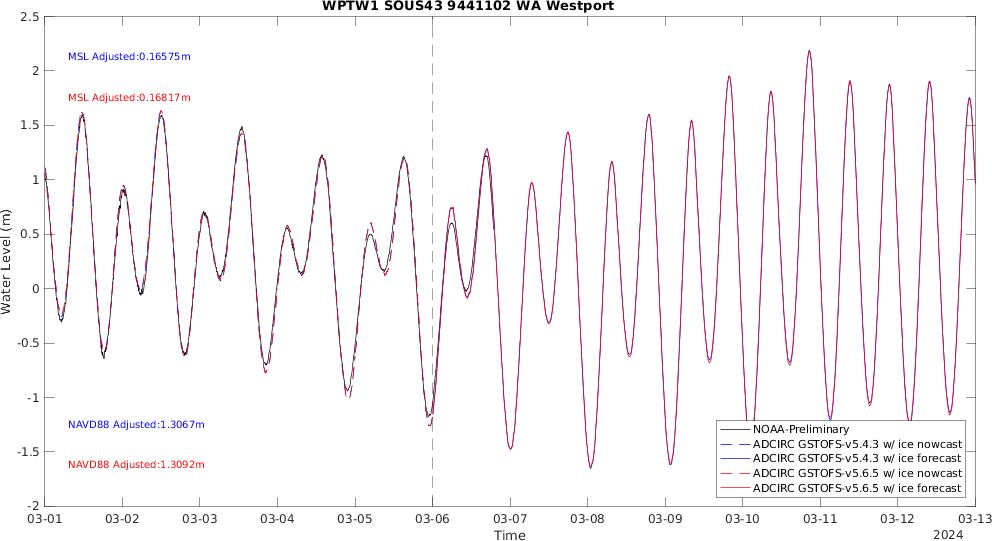 WPTW1 SOUS43 9441102 WA Westport
2.5
2
1.5
1
0.5
0
-0.5
-1
-1.5
-2
Water Level (m)
MSL Adjusted:0.16575m
MSL Adjusted:0.16817m
NAVD88 Adjusted:1.3067m
NAVD88 Adjusted:1.3092m
NOAA-Preliminary
ADCIRC GSTOFS-v5.4.3 w/ ice nowcast
ADCIRC GSTOFS-v5.4.3 w/ ice forecast
ADCIRC GSTOFS-v5.6.5 w/ ice nowcast
ADCIRC GSTOFS-v5.6.5 w/ ice forecast
03-01 03-02 03-03 03-04 03-05 03-06 03-07 03-08 03-09 03-10 03-11 03-12 03-13
Time
2024